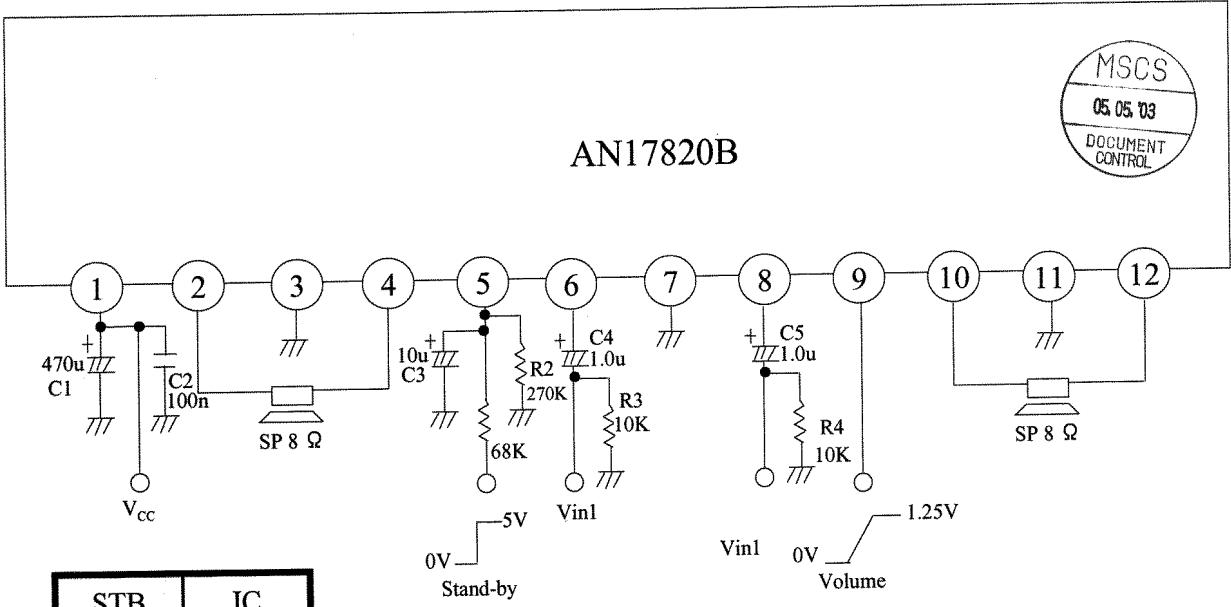 MSCS
05. 05. '03
DOCUMENT
CONTROL
AN17820B
1 2 3 4 5 6 7 8 9 10 11 12
470u
C1
C2
100n
SP 8 Ω
VCC
10u
C3
R2
270K
68K
C4
1.0u
R3
10K
C5
1.0u
R4
10K
SP 8 Ω
5V
0V
Stand-by
Vin1
Vin1
1.25V
0V
Volume
STB IC